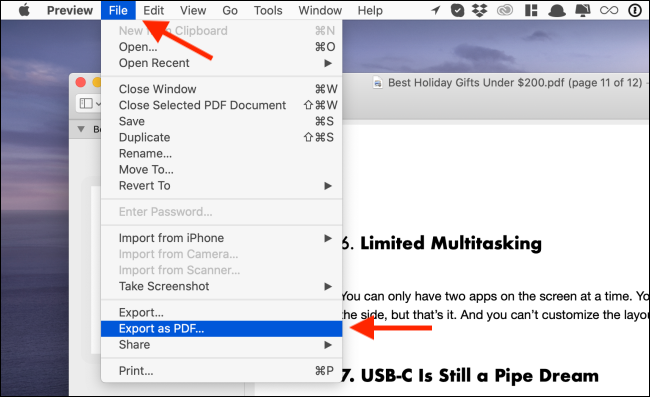 Preview File Edit View Go Tools Window Help
New from Clipboard ⌘N
Open... ⌘O
Open Recent ▶
Best Holiday Gifts Under $200.pdf (page 11 of 12)
Close Window ⌘W
Close Selected PDF Document ⇧⌘W
Save ⌘S
Duplicate ⇧⌘S
Rename...
Move To...
Revert To ▶
Enter Password...
Import from iPhone ▶
Import from Camera...
Import from Scanner...
Take Screenshot ▶
6. Limited Multitasking
You can only have two apps on the screen at a time.
the side, but that's it. And you can't customize the
Export...
Export as PDF...
Share ▶
Print... ⌘P
7. USB-C Is Still a Pipe Dream